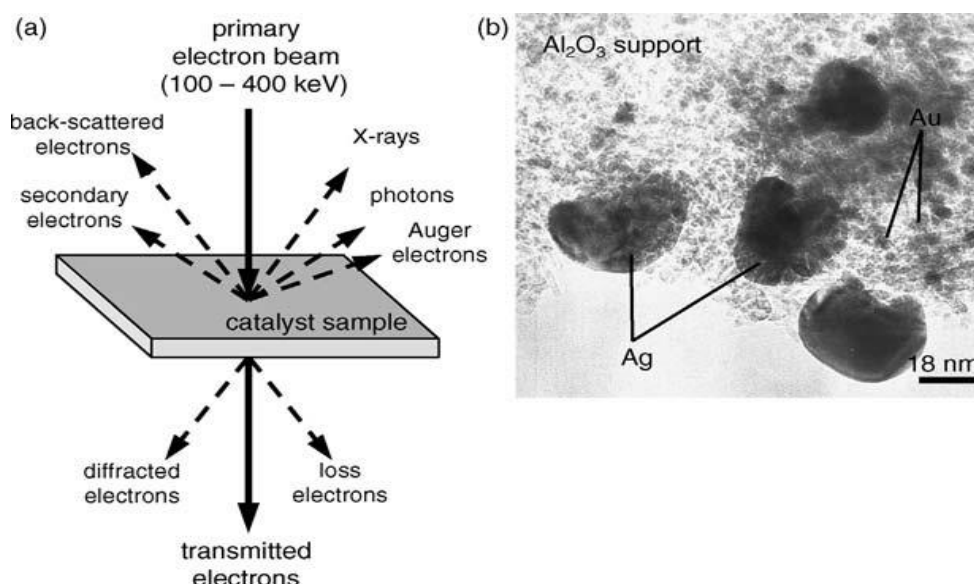 (a)
primary
electron beam
(100 – 400 keV)
back-scattered
electrons
X-rays
secondary
electrons
photons
Auger
electrons
catalyst sample
diffracted
electrons
loss
electrons
transmitted
electrons
(b)
Al₂O₃ support
Au
Ag
18 nm